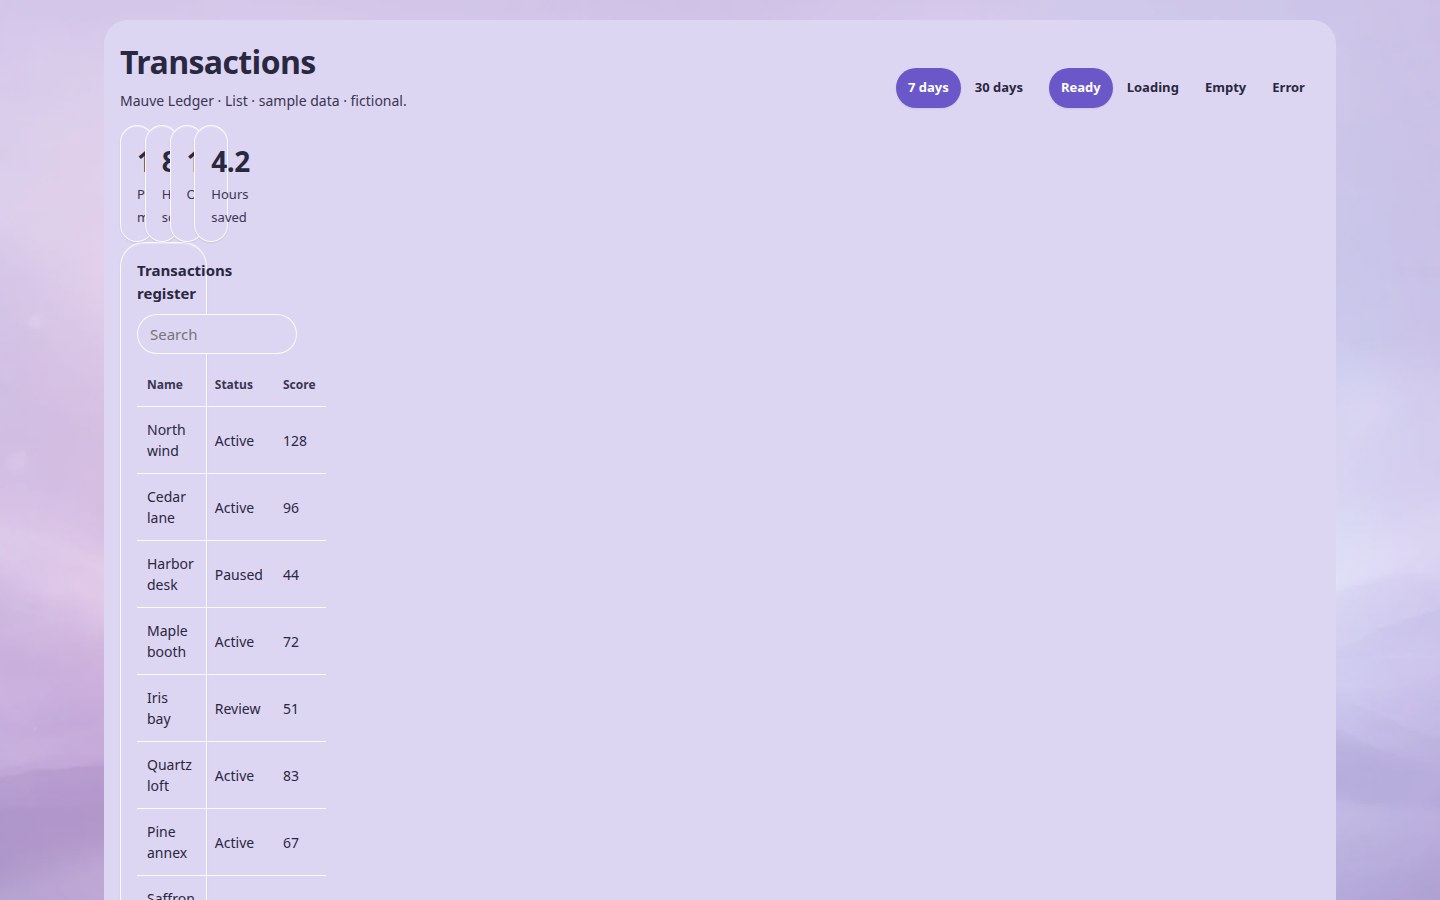 Transactions
Mauve Ledger · List · sample data · fictional.
7 days 30 days Ready Loading Empty Error
4.2
Hours
saved
Transactions
register
Search
Name Status Score
North
wind
Active 128
Cedar
lane
Active 96
Harbor
desk
Paused 44
Maple
booth
Active 72
Iris
bay
Review 51
Quartz
loft
Active 83
Pine
annex
Active 67
Saffron